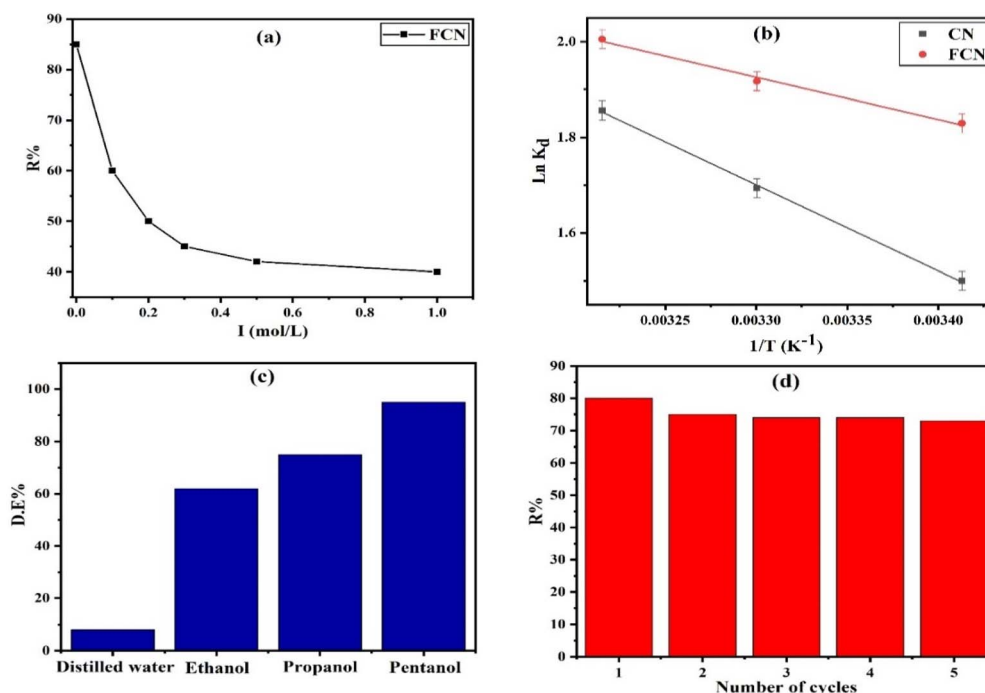 (a)
FCN
90
80
70
60
50
40
R%
0.0 0.2 0.4 0.6 0.8 1.0
I (mol/L)
(b)
CN
FCN
2.0
1.8
1.6
Ln Kd
0.00325 0.00330 0.00335 0.00340
1/T (K-1)
(c)
100
80
60
40
20
0
D.E%
Distilled water Ethanol Propanol Pentanol
(d)
90
80
70
60
50
40
30
20
10
0
R%
1 2 3 4 5
Number of cycles